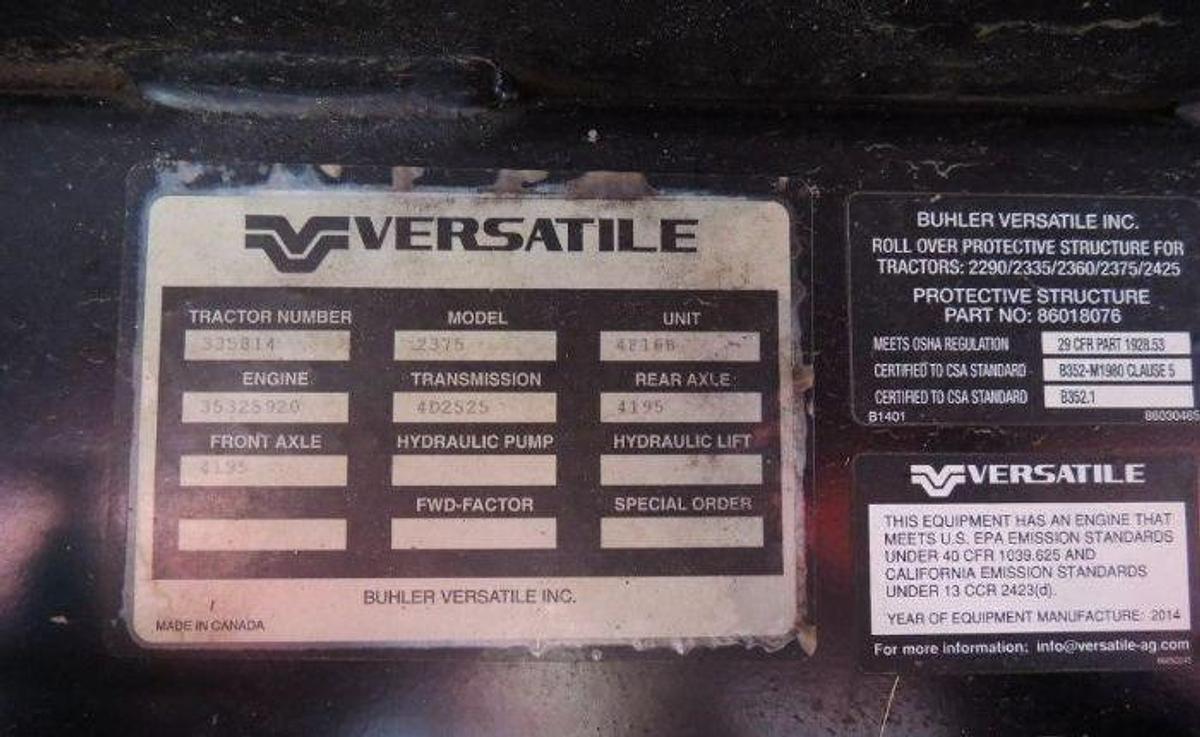 VERSATILE
TRACTOR NUMBER MODEL UNIT
335814 2375
ENGINE TRANSMISSION REAR AXLE
35325920 4D2525 4195
FRONT AXLE HYDRAULIC PUMP HYDRAULIC LIFT
4195
FWD-FACTOR SPECIAL ORDER
BUHLER VERSATILE INC.
MADE IN CANADA
BUHLER VERSATILE INC.
ROLL OVER PROTECTIVE STRUCTURE FOR
TRACTORS: 2290/2335/2360/2375/2425
PROTECTIVE STRUCTURE
PART NO: 86018076
MEETS OSHA REGULATION 29 CFR PART 1928.53
CERTIFIED TO CSA STANDARD B352-M1980 CLAUSE 5
CERTIFIED TO CSA STANDARD B352.1
B1401
VERSATILE
THIS EQUIPMENT HAS AN ENGINE THAT
MEETS U.S. EPA EMISSION STANDARDS
UNDER 40 CFR 1039.625 AND
CALIFORNIA EMISSION STANDARDS
UNDER 13 CCR 2423(d).
YEAR OF EQUIPMENT MANUFACTURE: 2014
For more information: info@versatile-ag.com